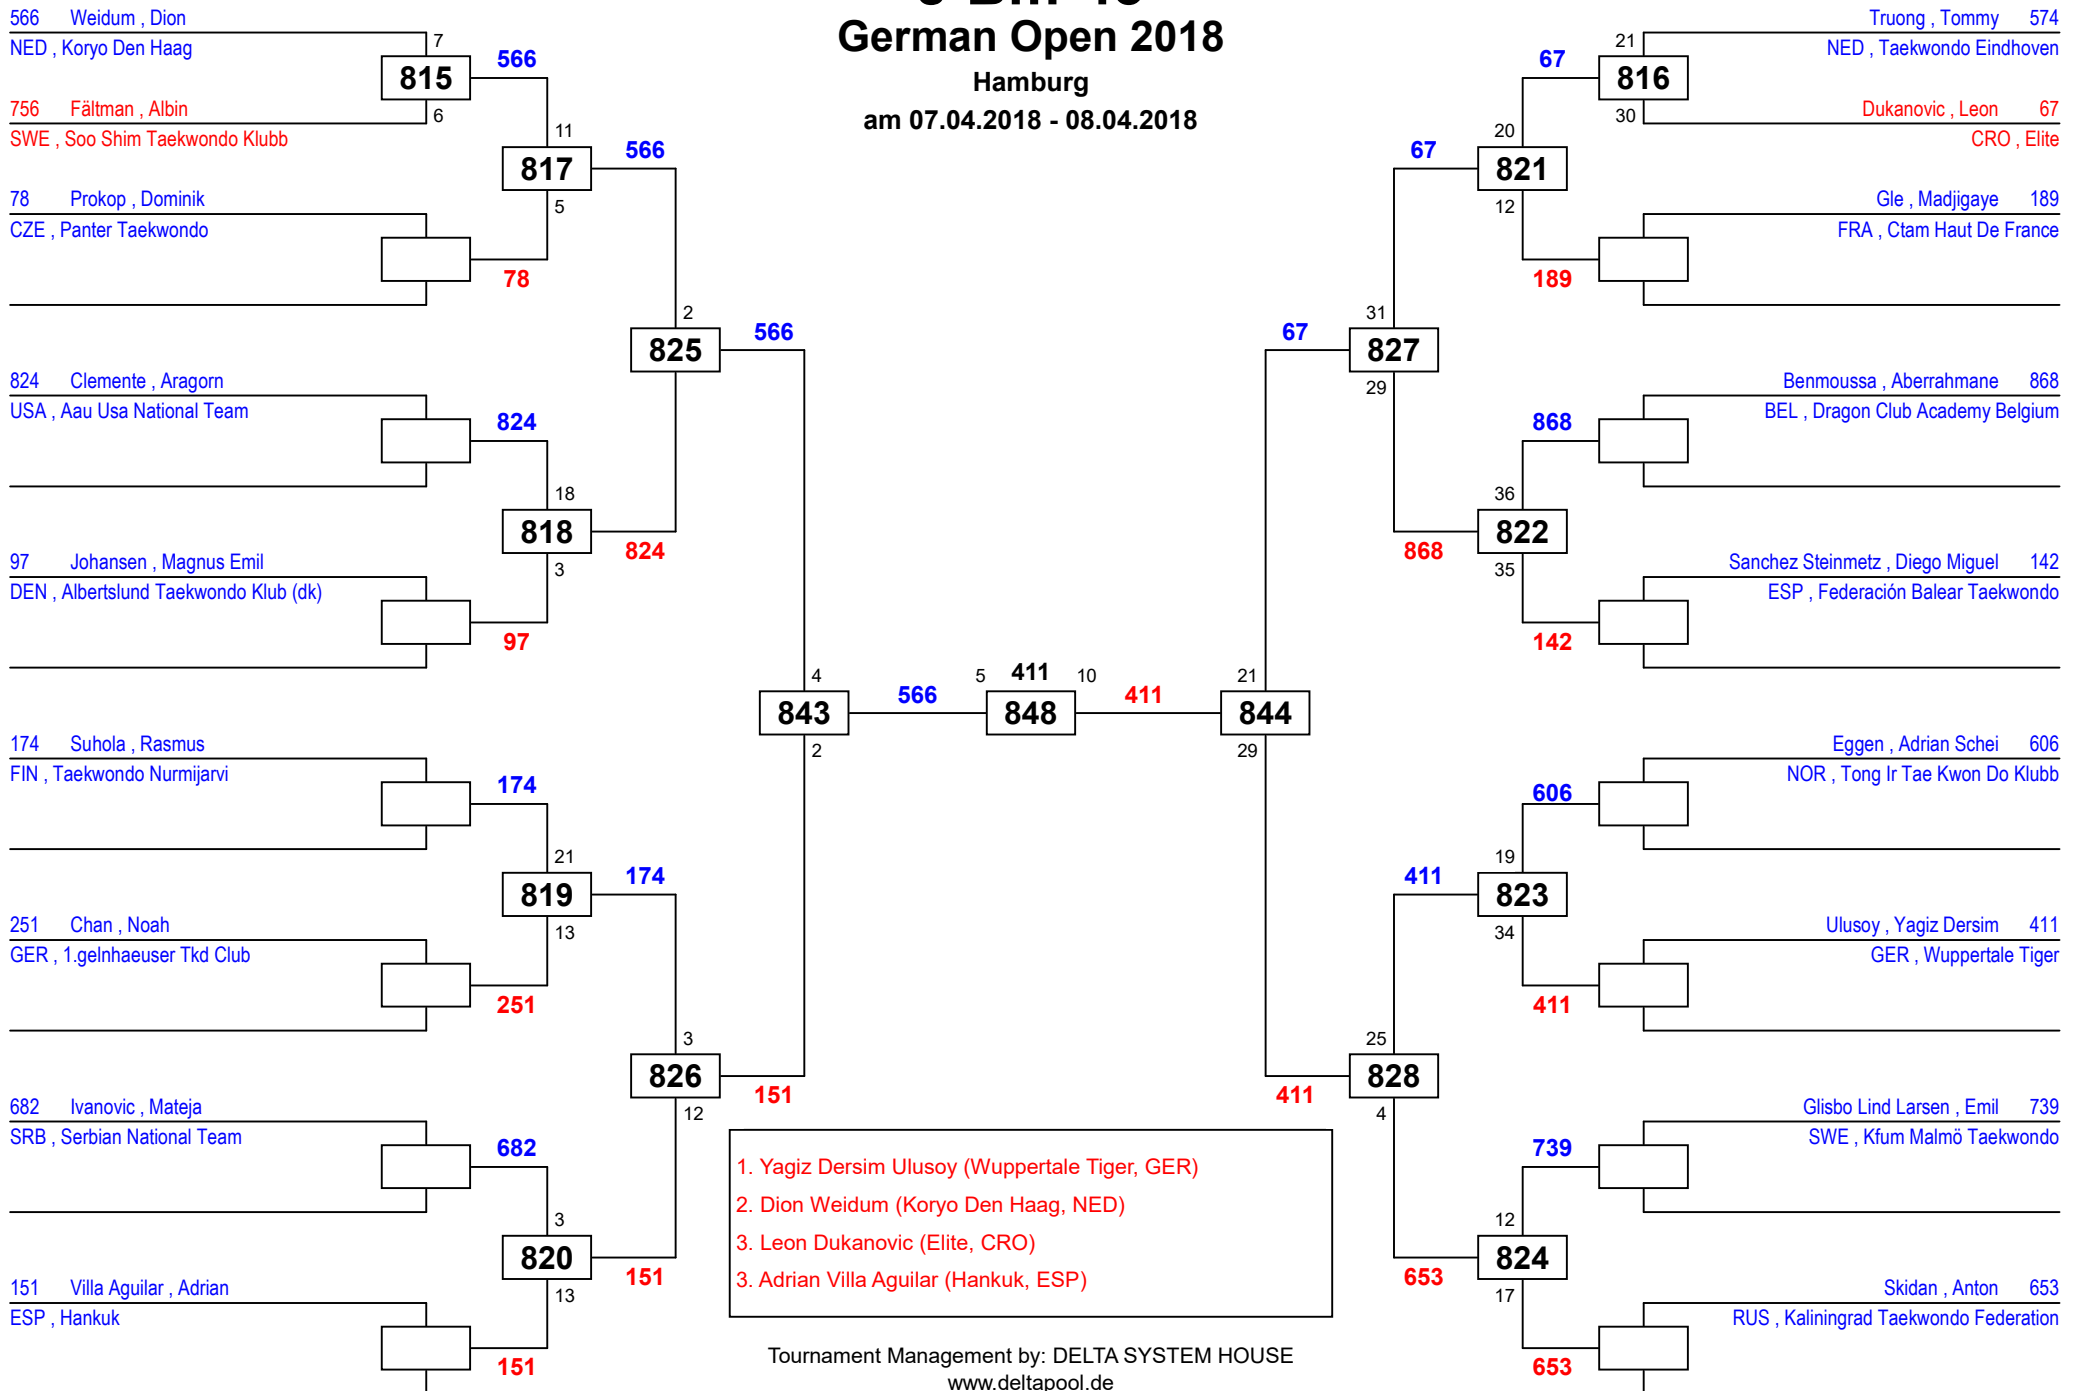 German Open 2018
Hamburg
am 07.04.2018 - 08.04.2018
566 Weidum , Dion
NED , Koryo Den Haag
7
815
566
756 Fältman , Albin
6
SWE , Soo Shim Taekwondo Klubb
11
817
566
78 Prokop , Dominik
5
CZE , Panter Taekwondo
78
2
825
566
824 Clemente , Aragorn
USA , Aau Usa National Team
824
18
818
824
97 Johansen , Magnus Emil
3
DEN , Albertslund Taekwondo Klub (dk)
97
4
843
566
2
174 Suhola , Rasmus
FIN , Taekwondo Nurmijarvi
174
21
819
174
251 Chan , Noah
13
GER , 1.gelnhaeuser Tkd Club
251
3
826
151
12
682 Ivanovic , Mateja
SRB , Serbian National Team
682
3
820
151
151 Villa Aguilar , Adrian
13
ESP , Hankuk
151
5 411 10
848
411
Truong , Tommy 574
NED , Taekwondo Eindhoven
21
816
67
Dukanovic , Leon 67
30
CRO , Elite
20
821
67
12
Gle , Madjigaye 189
FRA , Ctam Haut De France
189
31
827
67
29
Benmoussa , Aberrahmane 868
BEL , Dragon Club Academy Belgium
868
36
822
868
35
Sanchez Steinmetz , Diego Miguel 142
ESP , Federación Balear Taekwondo
142
21
844
29
Eggen , Adrian Schei 606
NOR , Tong Ir Tae Kwon Do Klubb
606
19
823
411
34
Ulusoy , Yagiz Dersim 411
GER , Wuppertale Tiger
411
25
828
411
4
Glisbo Lind Larsen , Emil 739
SWE , Kfum Malmö Taekwondo
739
12
824
653
17
Skidan , Anton 653
RUS , Kaliningrad Taekwondo Federation
653
1. Yagiz Dersim Ulusoy (Wuppertale Tiger, GER)
2. Dion Weidum (Koryo Den Haag, NED)
3. Leon Dukanovic (Elite, CRO)
3. Adrian Villa Aguilar (Hankuk, ESP)
Tournament Management by: DELTA SYSTEM HOUSE
www.deltapool.de